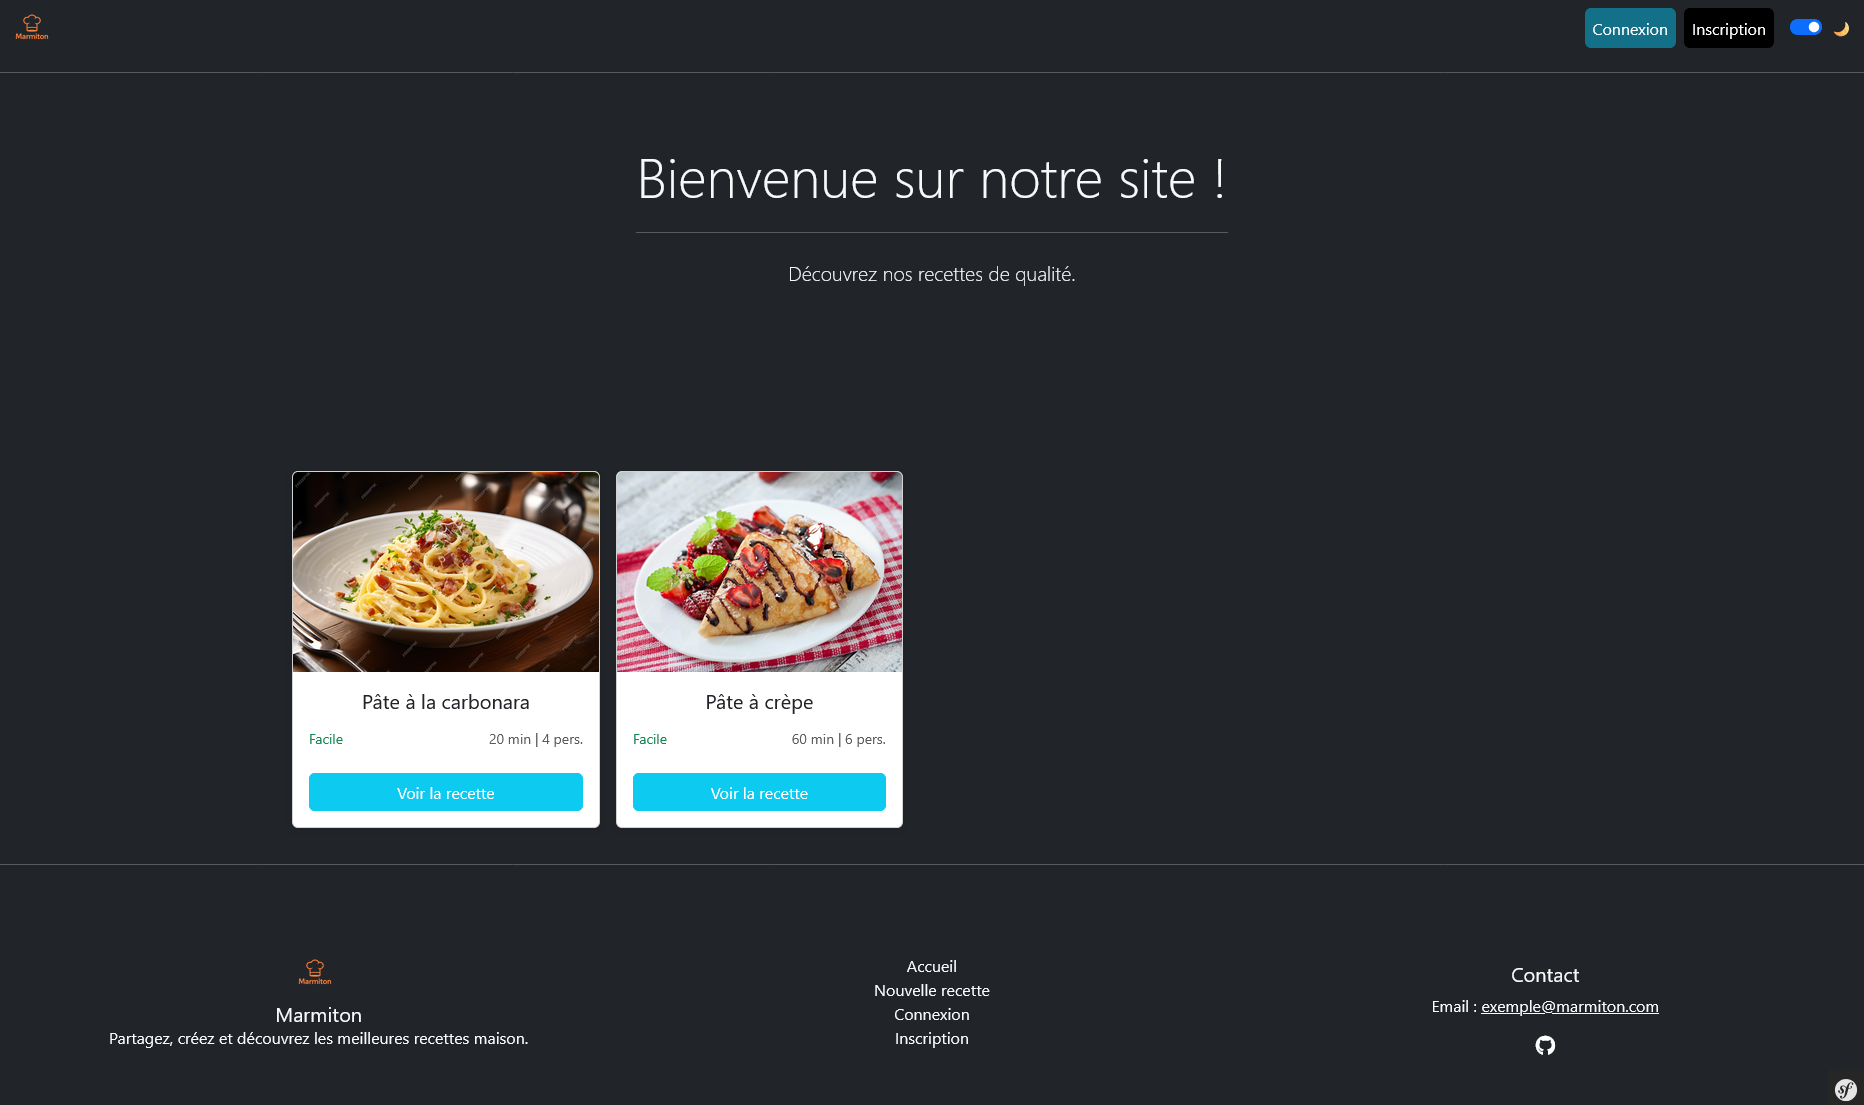 Marmiton
Connexion
Inscription
Bienvenue sur notre site !
Découvrez nos recettes de qualité.
Pâte à la carbonara
Facile
20 min | 4 pers.
Voir la recette
Pâte à crèpe
Facile
60 min | 6 pers.
Voir la recette
Marmiton
Marmiton
Partagez, créez et découvrez les meilleures recettes maison.
Accueil
Nouvelle recette
Connexion
Inscription
Contact
Email : exemple@marmiton.com
sf